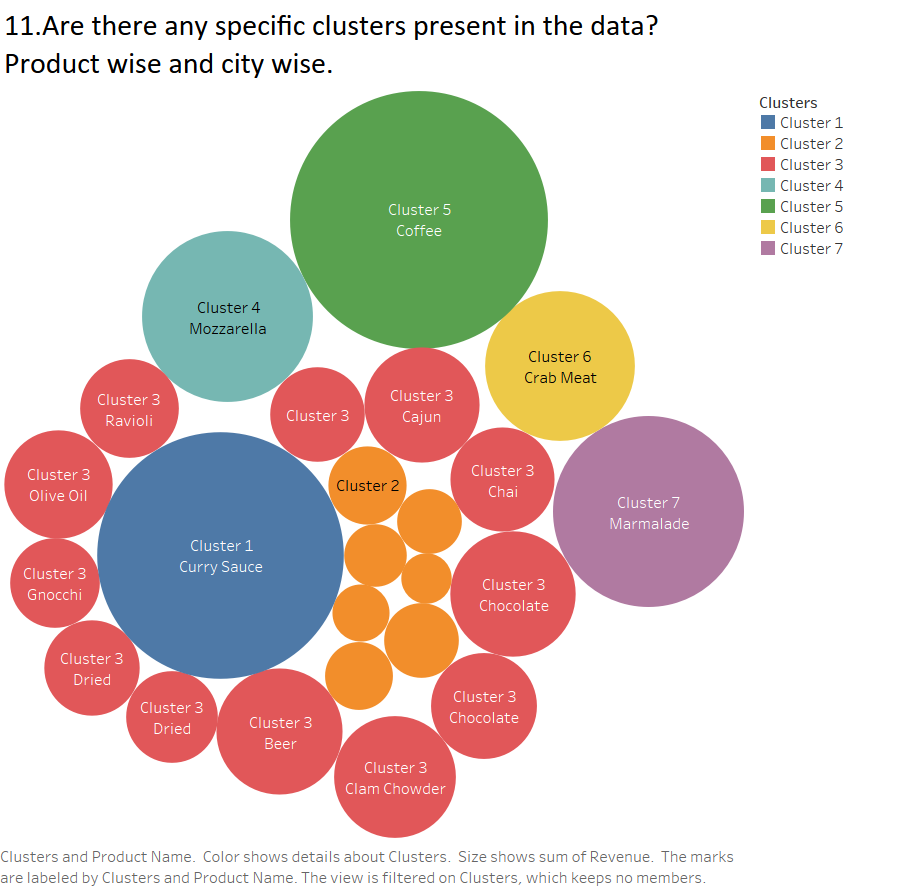 11.Are there any specific clusters present in the data?
Product wise and city wise.
Clusters
Cluster 1
Cluster 2
Cluster 3
Cluster 4
Cluster 5
Cluster 6
Cluster 7
Cluster 5
Coffee
Cluster 4
Mozzarella
Cluster 6
Crab Meat
Cluster 3
Ravioli
Cluster 3
Cluster 3
Cajun
Cluster 3
Olive Oil
Cluster 2
Cluster 3
Chai
Cluster 7
Marmalade
Cluster 1
Curry Sauce
Cluster 3
Gnocchi
Cluster 3
Chocolate
Cluster 3
Dried
Cluster 3
Dried
Cluster 3
Beer
Cluster 3
Chocolate
Cluster 3
Clam Chowder
Clusters and Product Name.  Color shows details about Clusters.  Size shows sum of Revenue.  The marks
are labeled by Clusters and Product Name. The view is filtered on Clusters, which keeps no members.